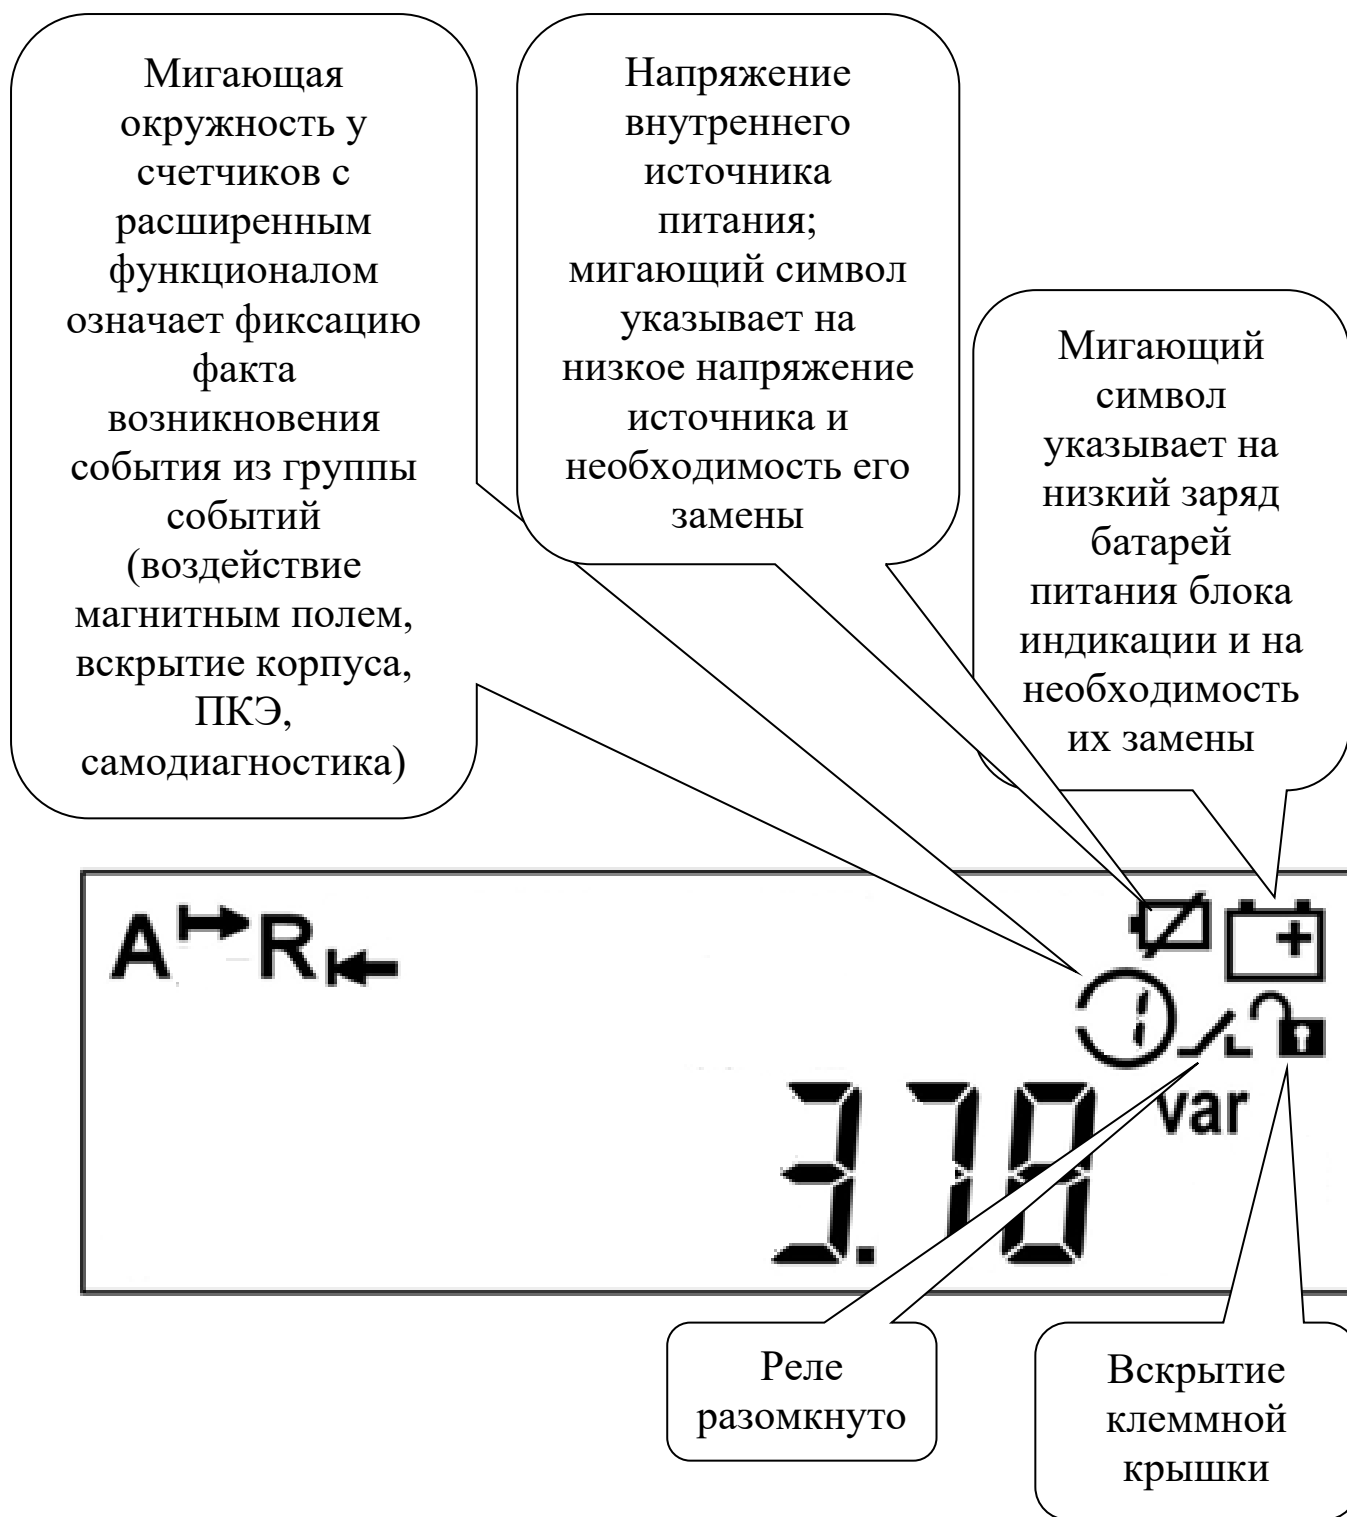 Мигающая
окружность у
счетчиков с
расширенным
функционалом
означает фиксацию
факта
возникновения
события из группы
событий
(воздействие
магнитным полем,
вскрытие корпуса,
ПКЭ,
самодиагностика)
Напряжение
внутреннего
источника
питания;
мигающий символ
указывает на
низкое напряжение
источника и
необходимость его
замены
Мигающий
символ
указывает на
низкий заряд
батарей
питания блока
индикации и на
необходимость
их замены
A R
1
3.78 var
Реле
разомкнуто
Вскрытие
клеммной
крышки